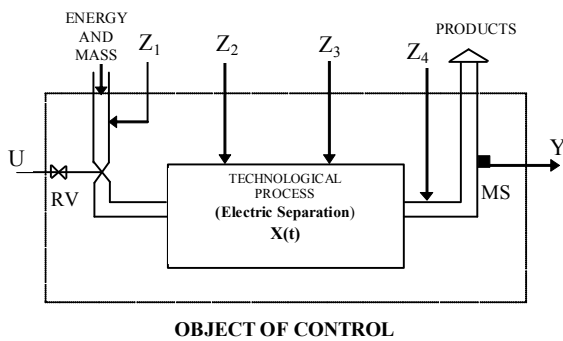 ENERGY
AND
MASS
Z1
Z2
Z3
Z4
PRODUCTS
U
RV
TECHNOLOGICAL
PROCESS
(Electric Separation)
X(t)
Y
MS
OBJECT OF CONTROL